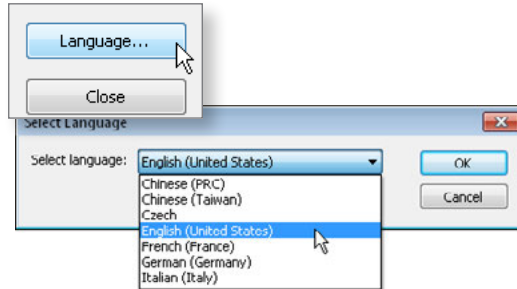 Language...
Close
Select Language
Select language: English (United States) OK
Chinese (PRC)
Chinese (Taiwan) Cancel
Czech
English (United States)
French (France)
German (Germany)
Italian (Italy)